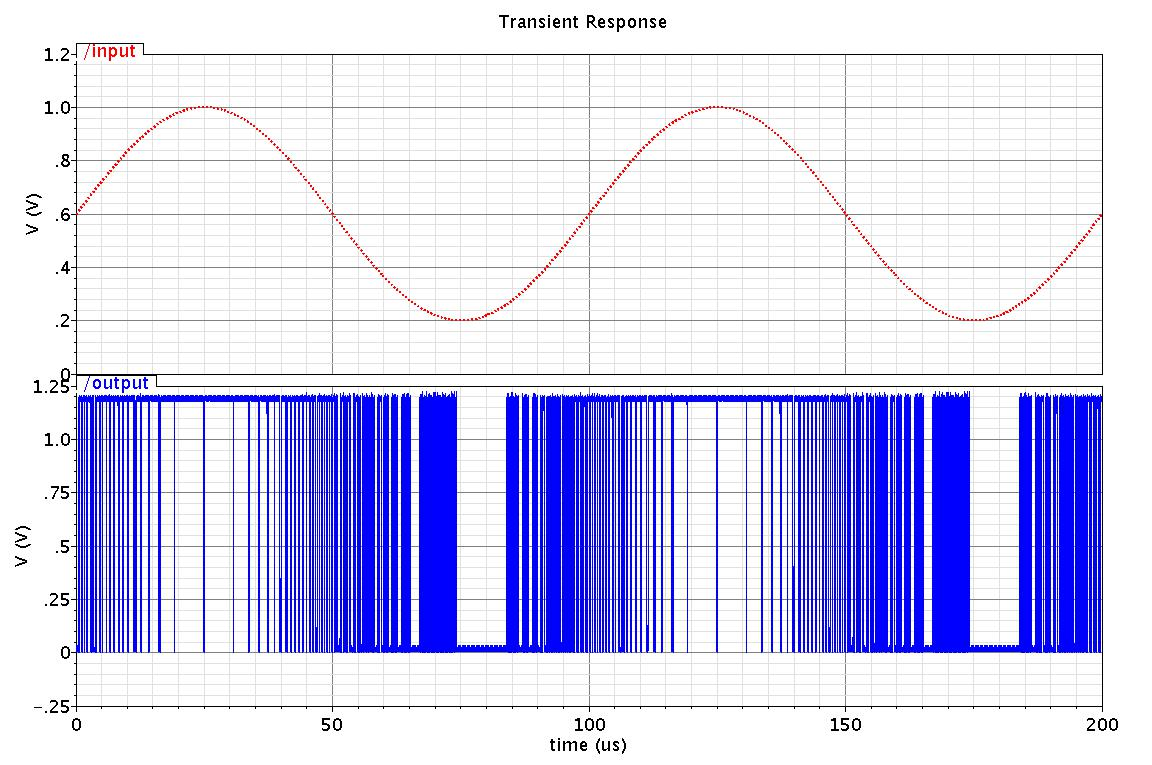 Transient Response
/input
1.2
1.0
.8
.6
.4
.2
0
V (V)
/output
1.25
1.0
.75
.5
.25
0
−.25
V (V)
0 50 100 150 200
time (us)